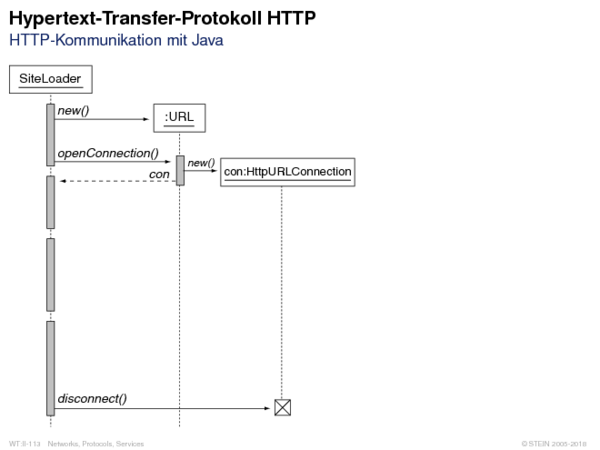 Hypertext-Transfer-Protokoll HTTP
HTTP-Kommunikation mit Java
SiteLoader
new()
:URL
openConnection()
new()
con
con:HttpURLConnection
disconnect()
WT:II-113 Networks, Protocols, Services
© STEIN 2005-2018